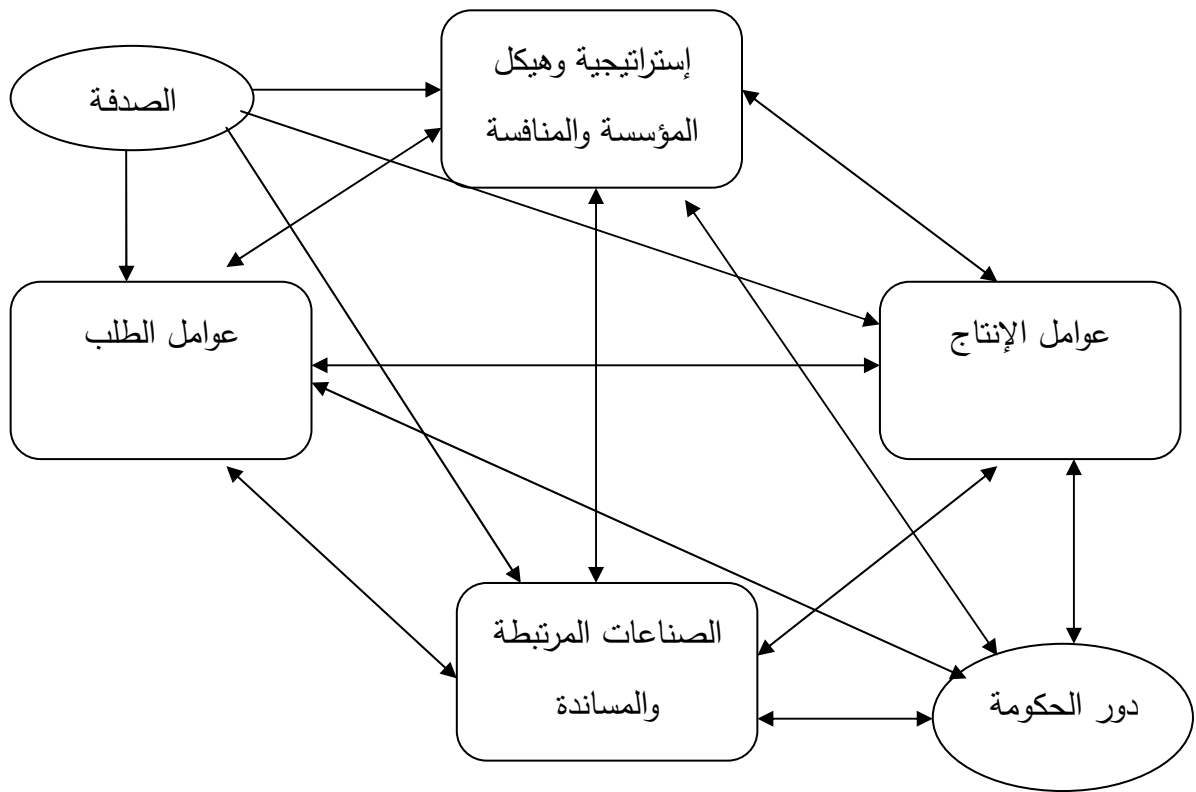 إستراتيجية وهيكل
المؤسسة والمنافسة
الصدفة
عوامل الإنتاج
عوامل الطلب
الصناعات المرتبطة
والمساندة
دور الحكومة